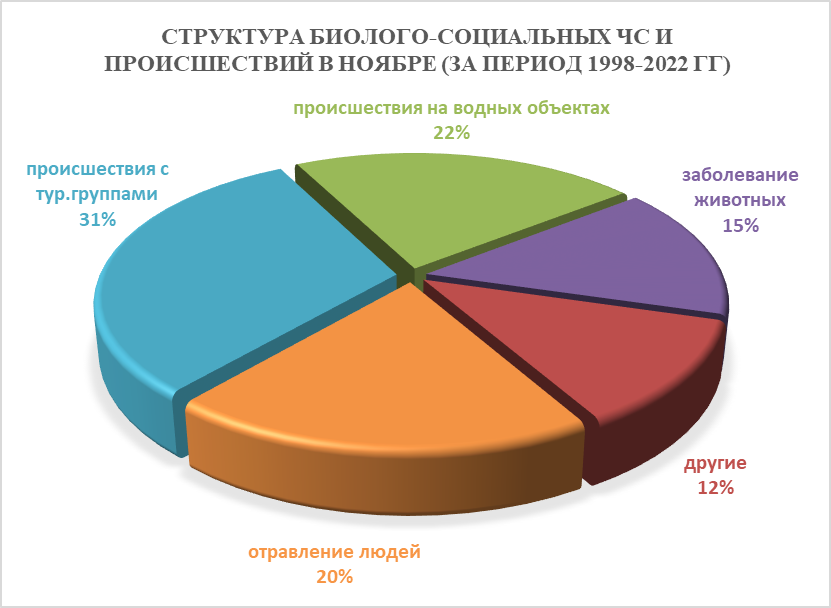 СТРУКТУРА БИОЛОГО-СОЦИАЛЬНЫХ ЧС И
ПРОИСШЕСТВИЙ В НОЯБРЕ (ЗА ПЕРИОД 1998-2022 ГГ)
происшествия на водных объектах
22%
происшествия с
тур.группами
31%
заболевание
животных
15%
другие
12%
отравление людей
20%